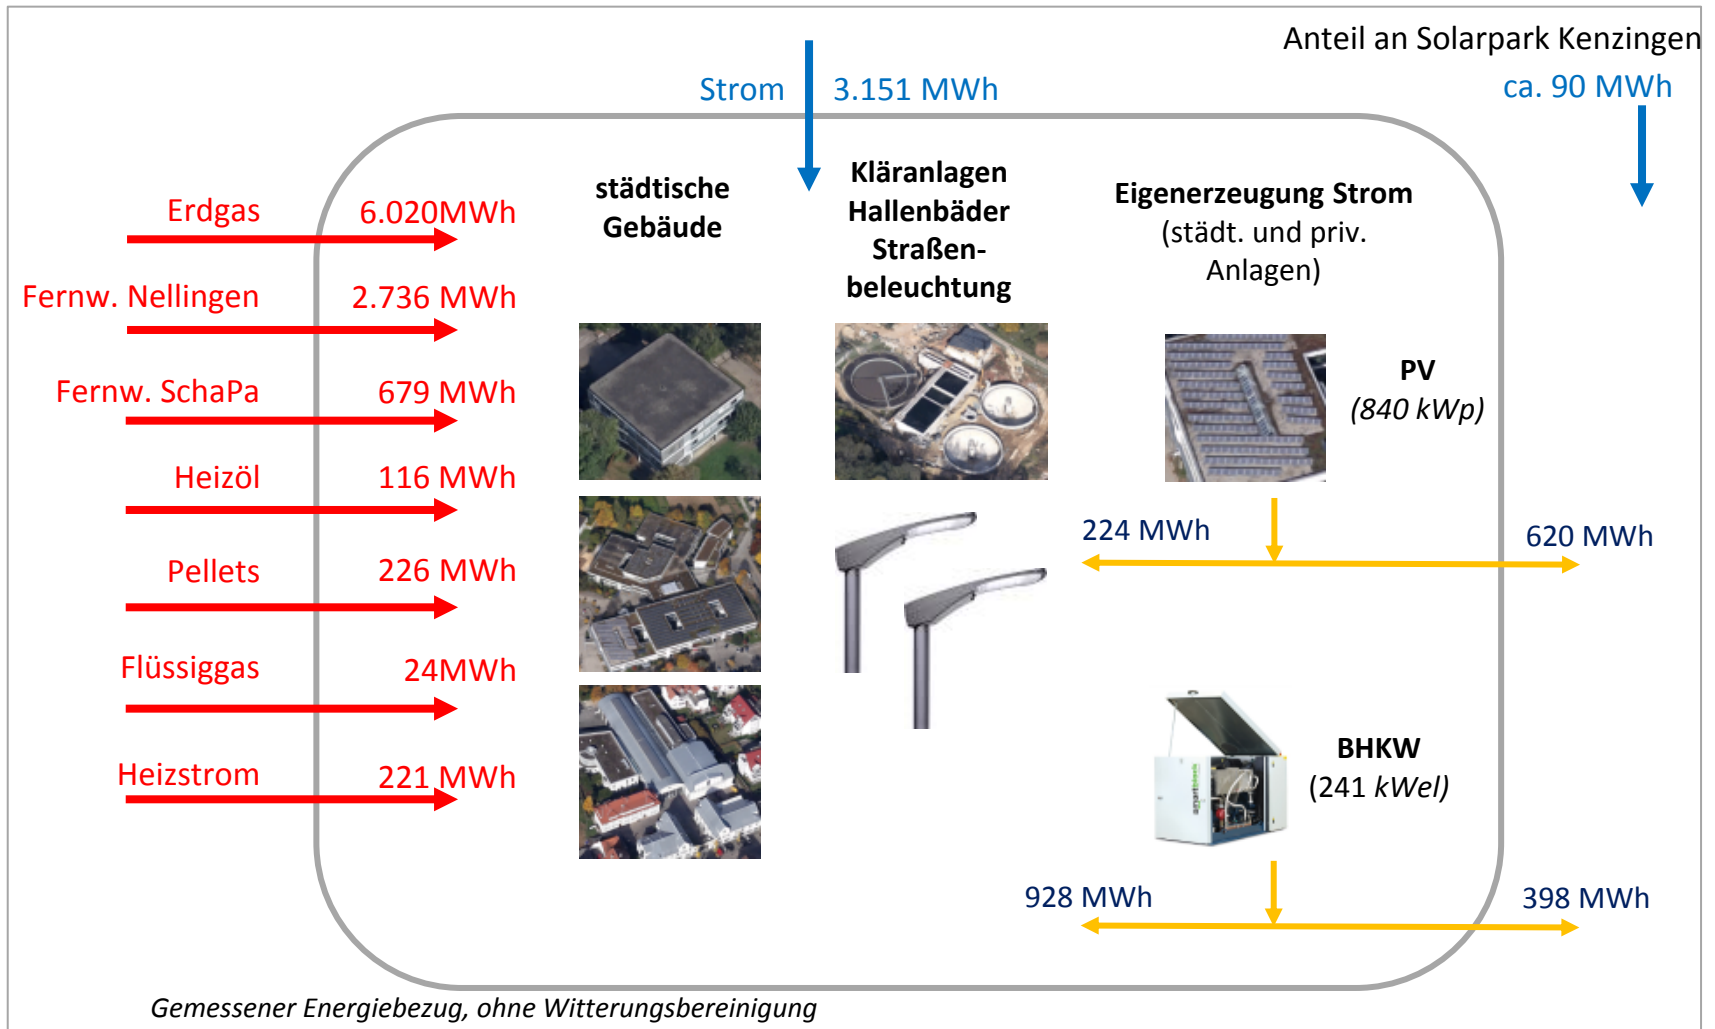 Anteil an Solarpark Kenzingen
ca. 90 MWh
Strom 3.151 MWh
städtische
Gebäude
Kläranlagen
Hallenbäder
Straßen-
beleuchtung
Eigenerzeugung Strom
(städt. und priv.
Anlagen)
Erdgas 6.020MWh
Fernw. Nellingen 2.736 MWh
Fernw. SchaPa 679 MWh
Heizöl 116 MWh
Pellets 226 MWh
Flüssiggas 24MWh
Heizstrom 221 MWh
PV
(840 kWp)
224 MWh 620 MWh
BHKW
(241 kWel)
928 MWh 398 MWh
Gemessener Energiebezug, ohne Witterungsbereinigung